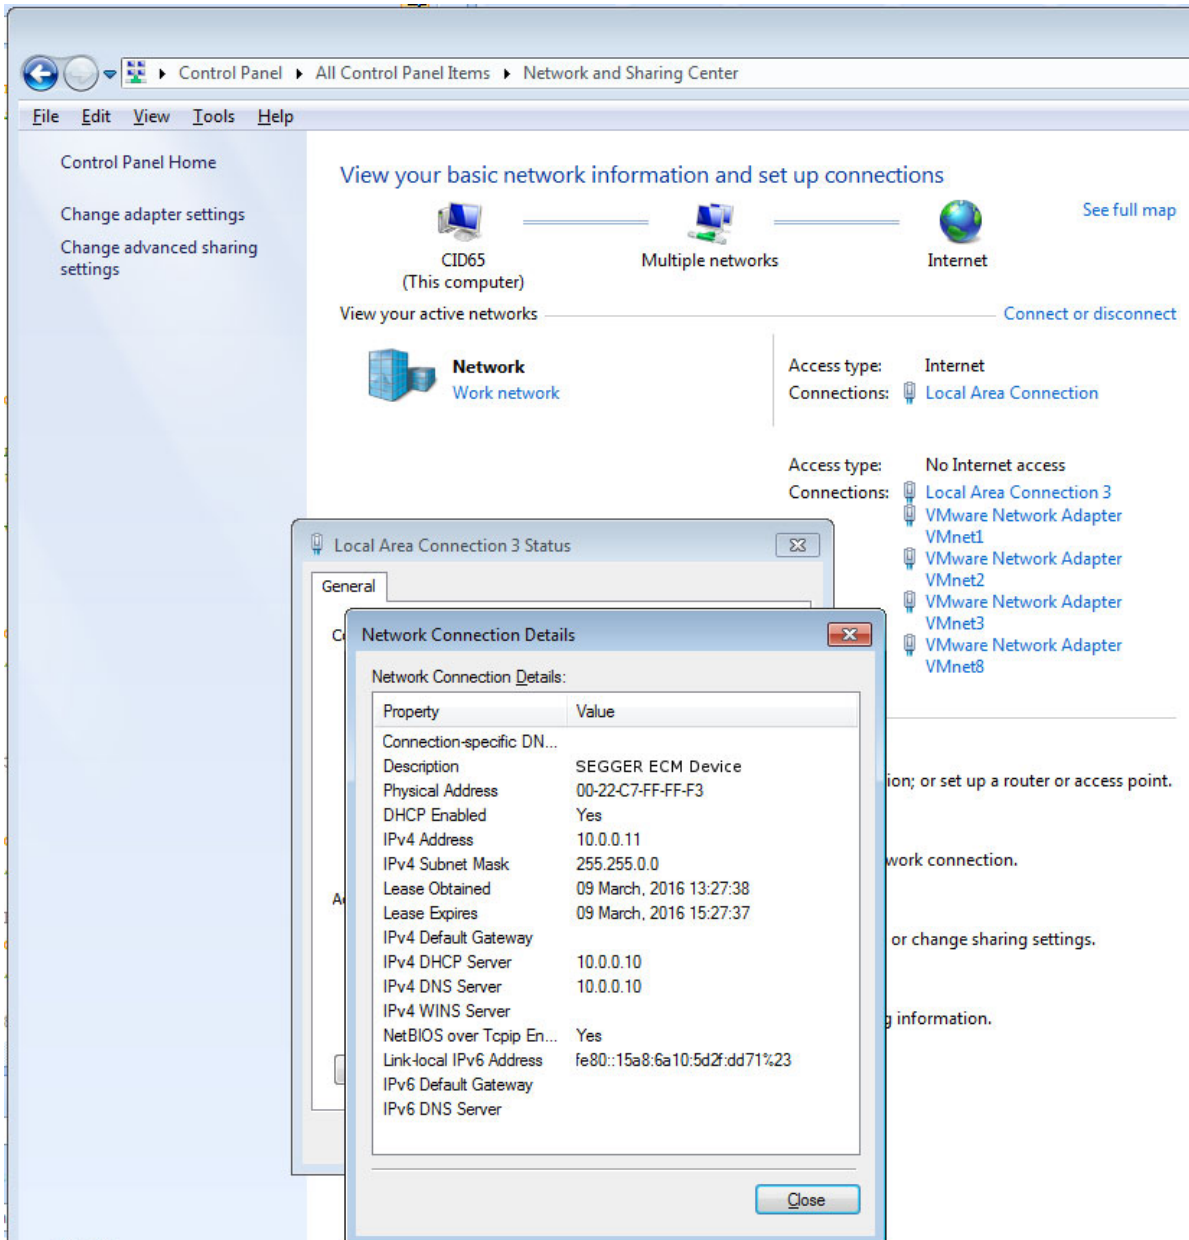 Control Panel ▸ All Control Panel Items ▸ Network and Sharing Center
File Edit View Tools Help
Control Panel Home
Change adapter settings
Change advanced sharing
settings
View your basic network information and set up connections
See full map
CID65
(This computer)
Multiple networks
Internet
View your active networks
Connect or disconnect
Network
Work network
Access type: Internet
Connections: Local Area Connection
Access type: No Internet access
Connections: Local Area Connection 3
VMware Network Adapter
VMnet1
VMware Network Adapter
VMnet2
VMware Network Adapter
VMnet3
VMware Network Adapter
VMnet8
Local Area Connection 3 Status
General
Network Connection Details
Network Connection Details:
Property Value
Connection-specific DN...
Description SEGGER ECM Device
Physical Address 00-22-C7-FF-FF-F3
DHCP Enabled Yes
IPv4 Address 10.0.0.11
IPv4 Subnet Mask 255.255.0.0
Lease Obtained 09 March, 2016 13:27:38
Lease Expires 09 March, 2016 15:27:37
IPv4 Default Gateway
IPv4 DHCP Server 10.0.0.10
IPv4 DNS Server 10.0.0.10
IPv4 WINS Server
NetBIOS over Tcpip En... Yes
Link-local IPv6 Address fe80::15a8:6a10:5d2f:dd71%23
IPv6 Default Gateway
IPv6 DNS Server
Close
; or set up a router or access point.
connection.
or change sharing settings.
information.